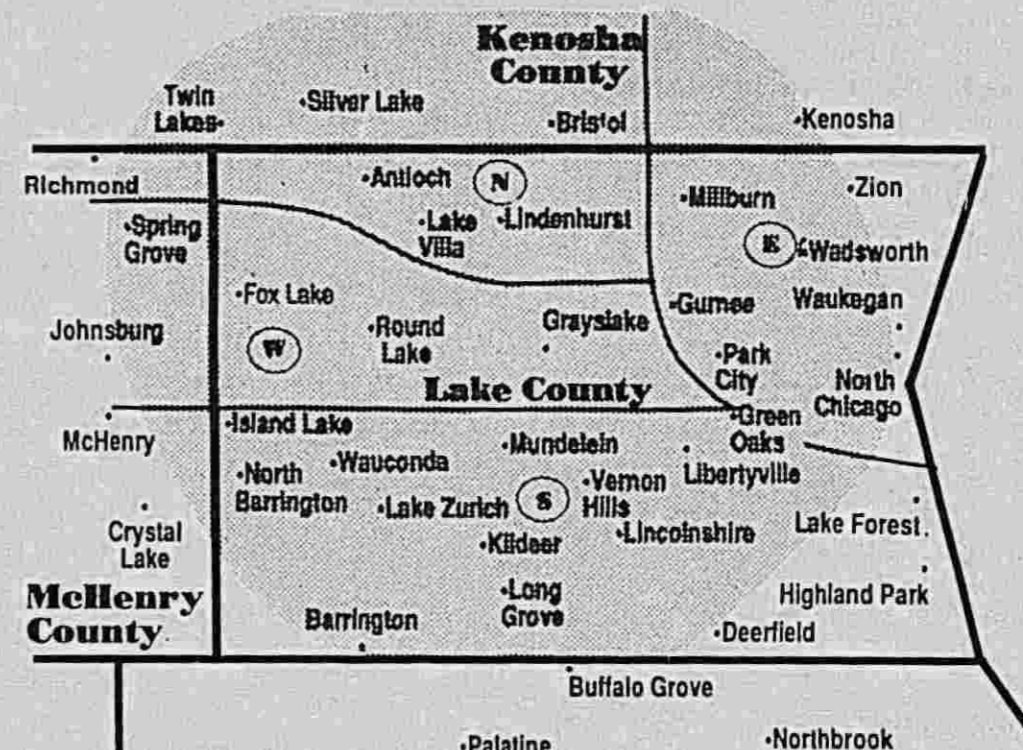 Kenosha
County
Twin
Lakes
Silver Lake
Bristol
Kenosha
Richmond
Antioch
N
Millburn
Zion
Spring
Grove
Lake
Villa
Lindenhurst
E
Wadsworth
Fox Lake
Gurnee
Waukegan
Johnsburg
W
Round
Lake
Grayslake
Park
City
Lake County
North
Chicago
McHenry
Island Lake
Green
Oaks
Mundelein
North
Barrington
Wauconda
Vernon
Hills
Libertyville
Lake Zurich
S
Crystal
Lake
Kildeer
Lincolnshire
Lake Forest
McHenry
County
Long
Grove
Highland Park
Barrington
Deerfield
Buffalo Grove
Palatine
Northbrook